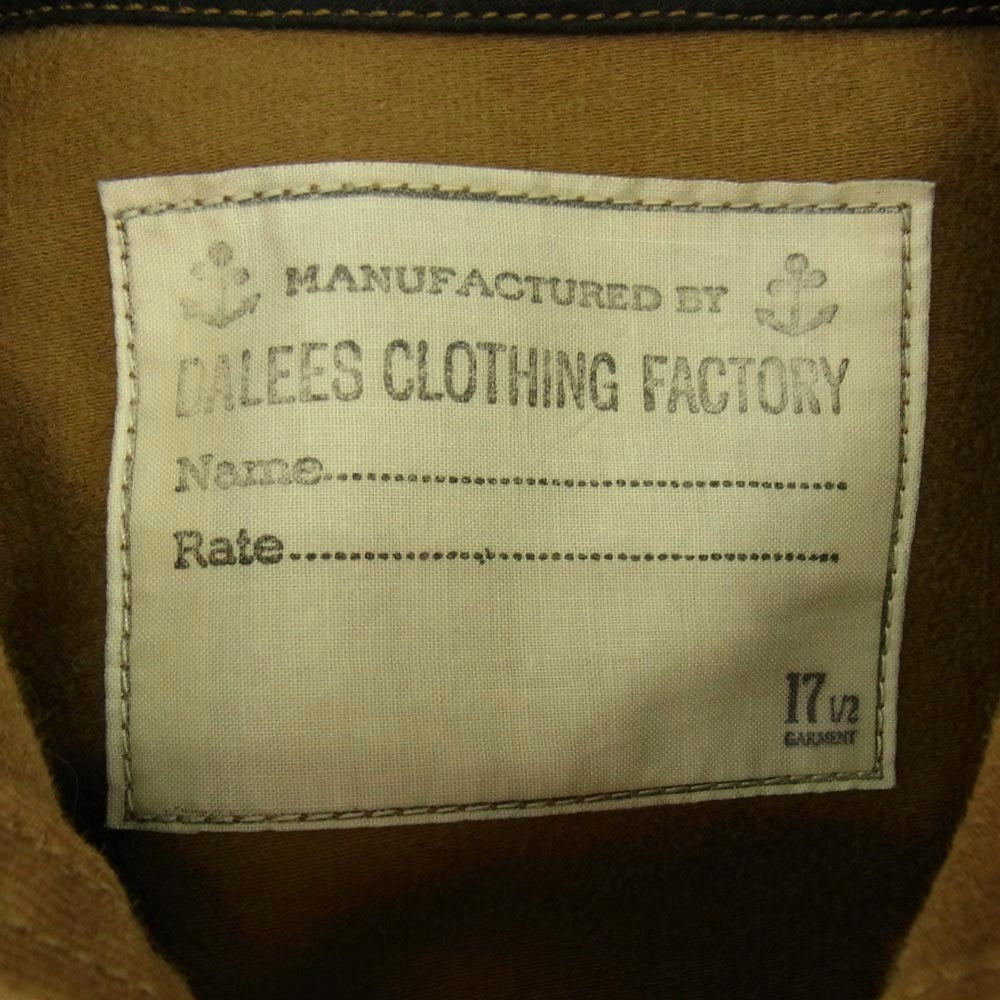 MANUFACTURED BY
DALEES CLOTHING FACTORY
Name
Rate
17 1/2
GARMENT